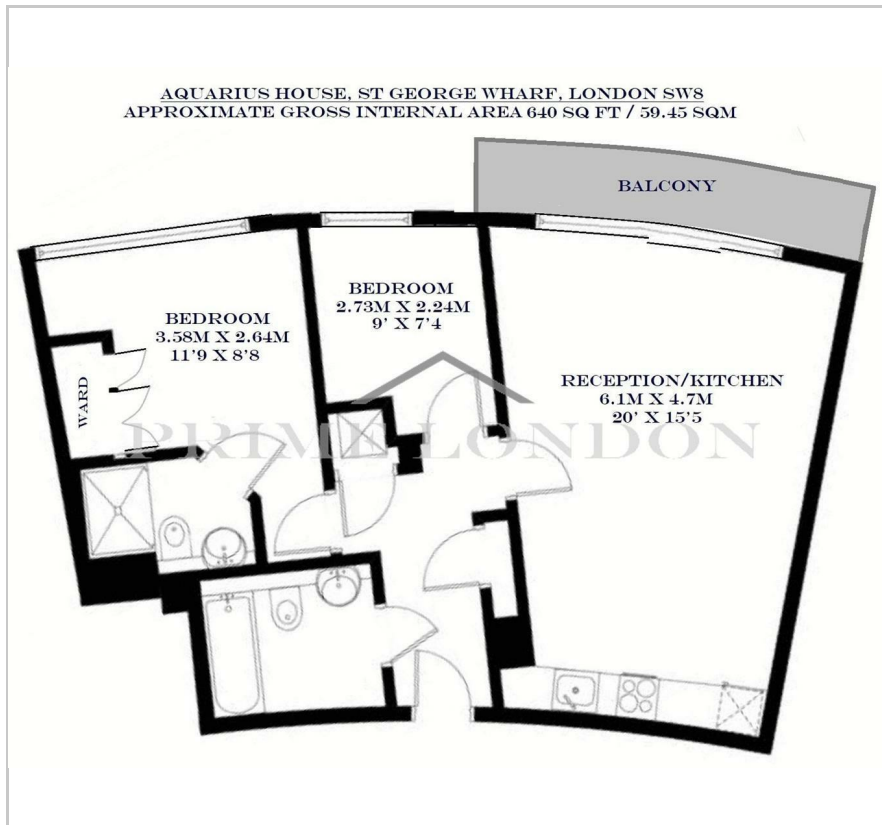 AQUARIUS HOUSE, ST GEORGE WHARF, LONDON SW8
APPROXIMATE GROSS INTERNAL AREA 640 SQ FT / 59.45 SQM
BALCONY
BEDROOM
2.73M X 2.24M
9' X 7'4
BEDROOM
3.58M X 2.64M
11'9 X 8'8
RECEPTION/KITCHEN
6.1M X 4.7M
20' X 15'5
WARD
PRIME LONDON